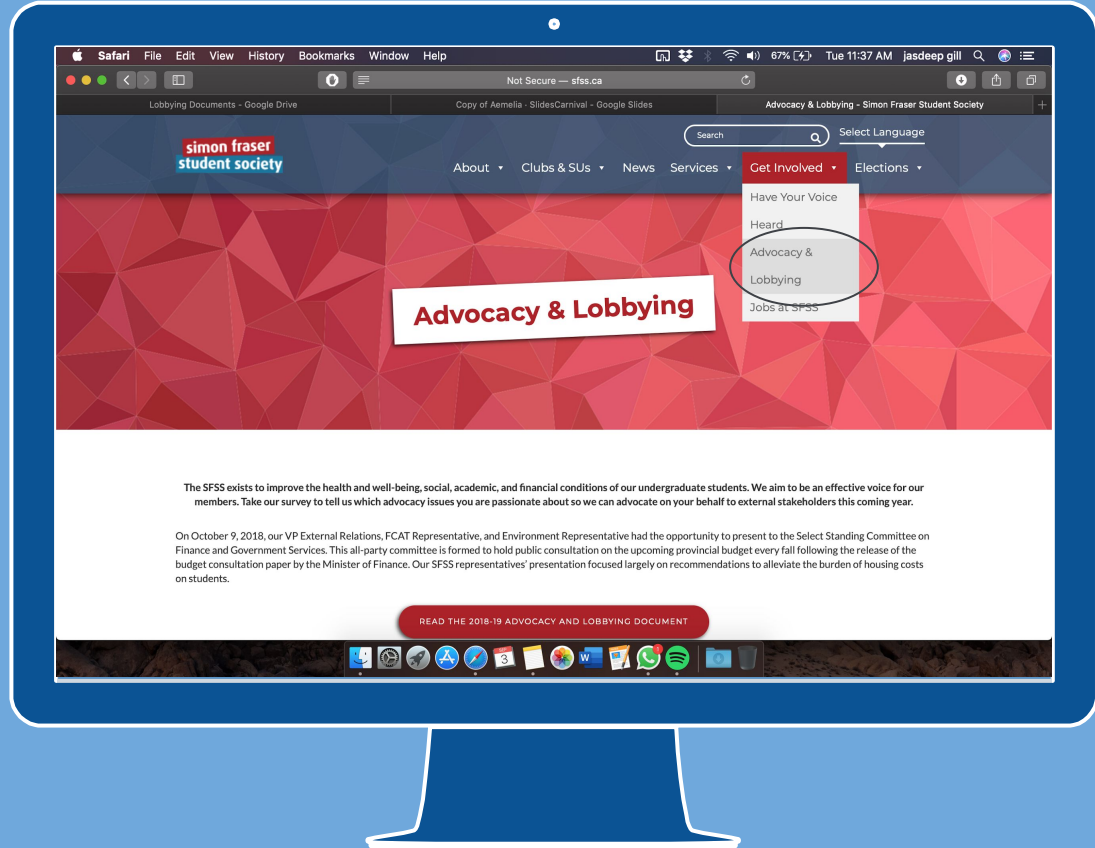 Safari File Edit View History Bookmarks Window Help 67% Tue 11:37 AM jasdeep gill
Not Secure — sfss.ca
Lobbying Documents - Google Drive Copy of Aemelia · SlidesCarnival - Google Slides Advocacy & Lobbying - Simon Fraser Student Society
Search Select Language
simon fraser
student society
About Clubs & SUs News Services Get Involved Elections
Have Your Voice
Heard
Advocacy &
Lobbying
Jobs at SFSS
Advocacy & Lobbying
The SFSS exists to improve the health and well-being, social, academic, and financial conditions of our undergraduate students. We aim to be an effective voice for our
members. Take our survey to tell us which advocacy issues you are passionate about so we can advocate on your behalf to external stakeholders this coming year.
On October 9, 2018, our VP External Relations, FCAT Representative, and Environment Representative had the opportunity to present to the Select Standing Committee on
Finance and Government Services. This all-party committee is formed to hold public consultation on the upcoming provincial budget every fall following the release of the
budget consultation paper by the Minister of Finance. Our SFSS representatives' presentation focused largely on recommendations to alleviate the burden of housing costs
on students.
READ THE 2018-19 ADVOCACY AND LOBBYING DOCUMENT
3
W